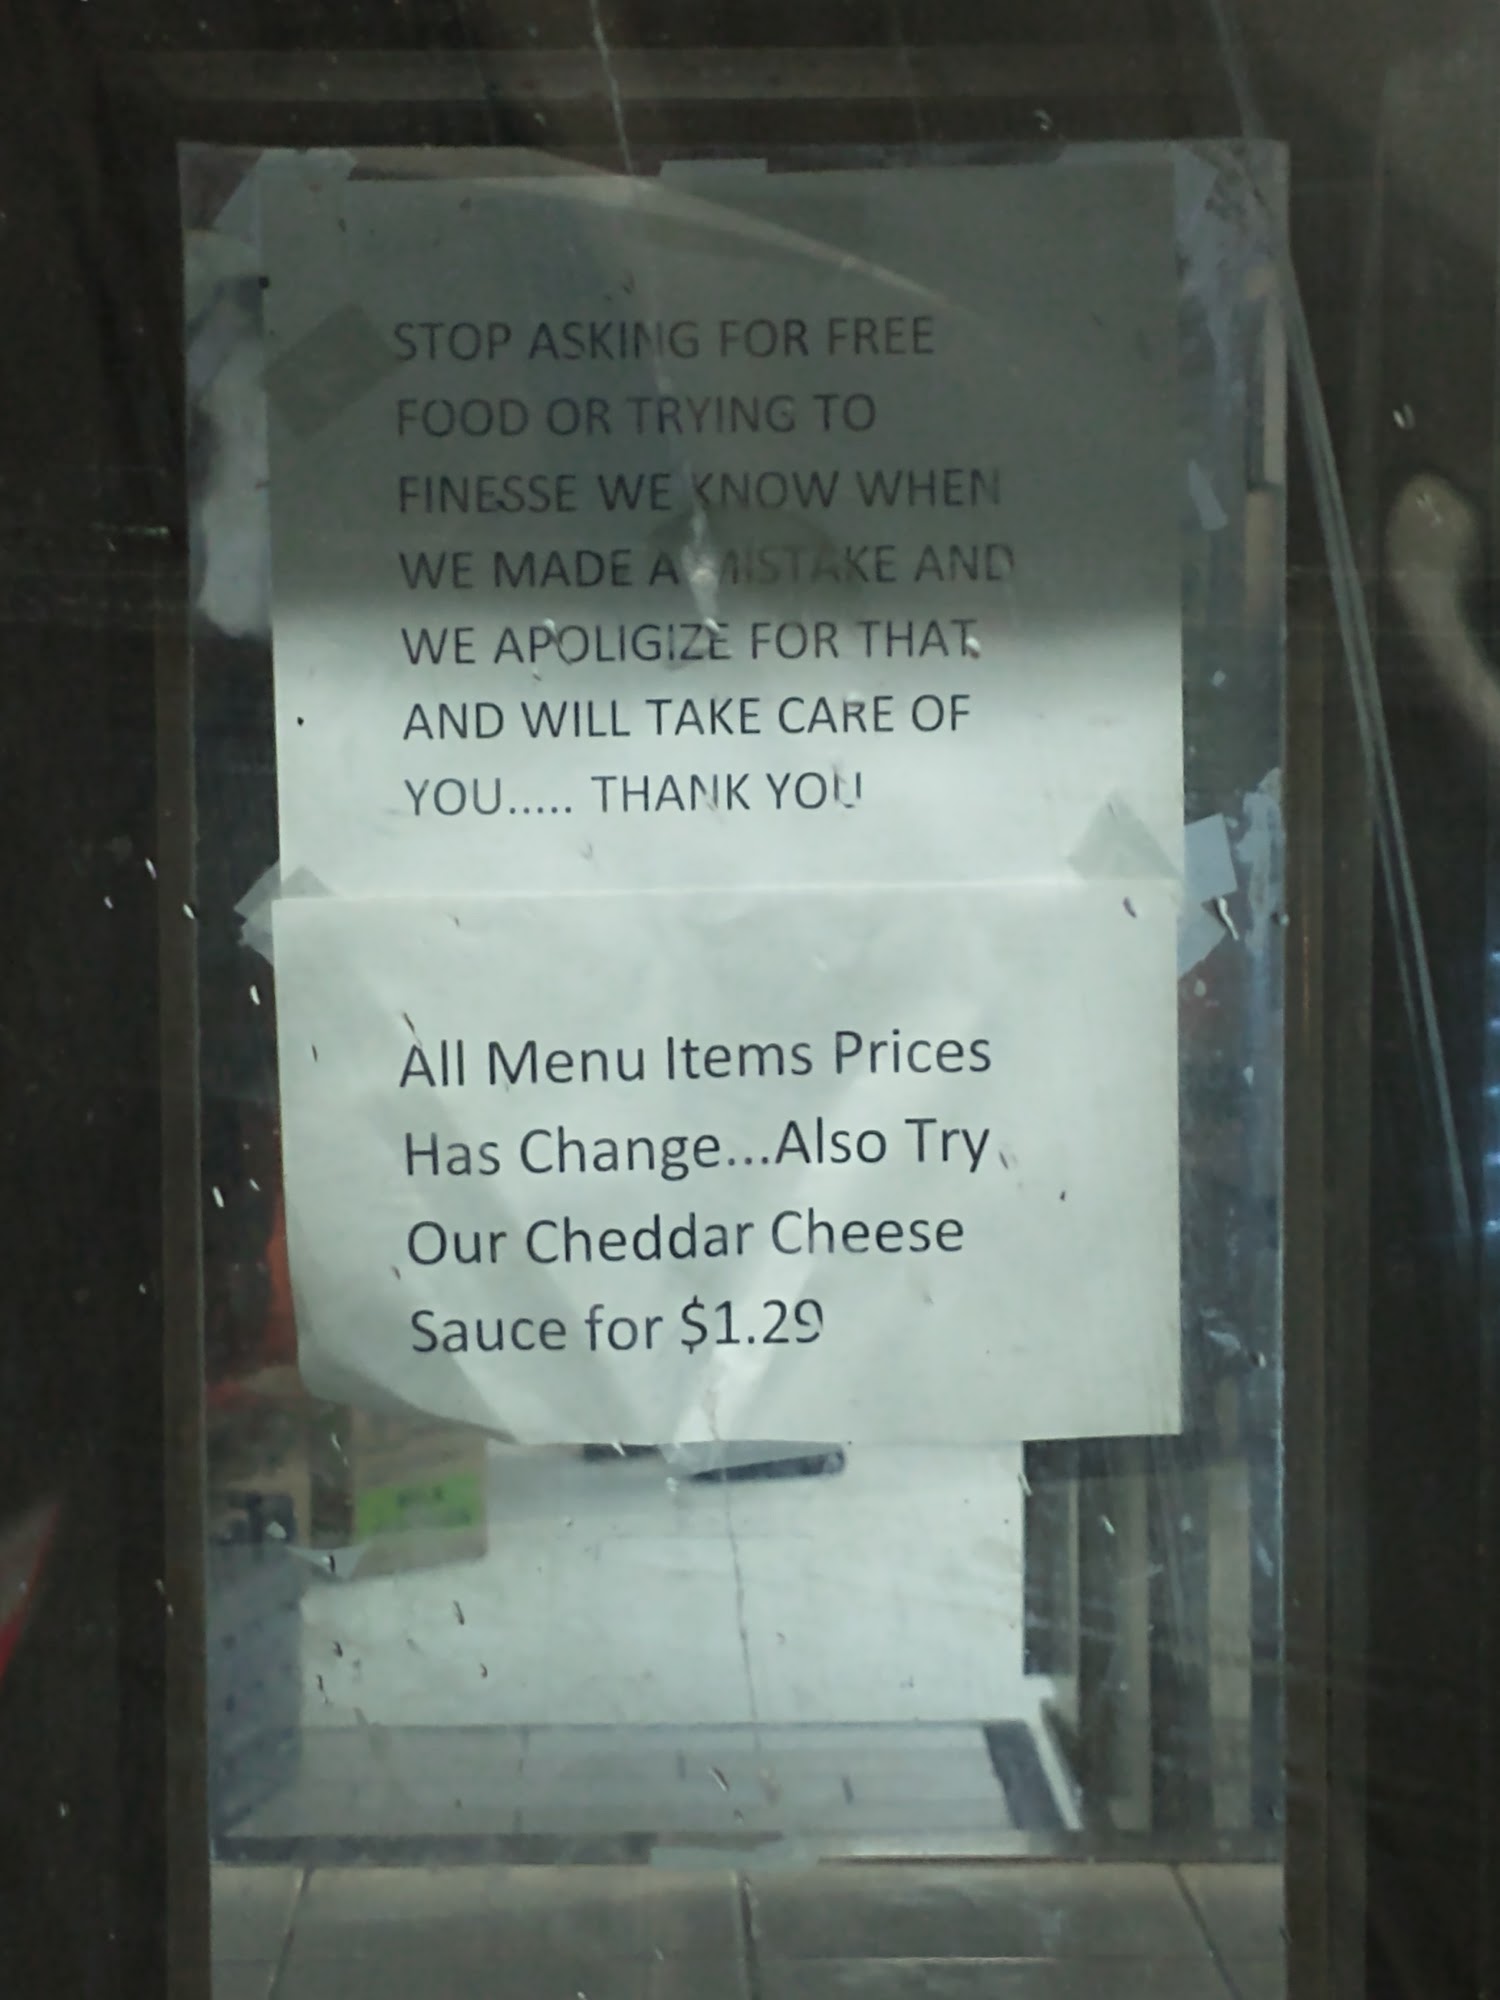 STOP ASKING FOR FREE
FOOD OR TRYING TO
FINESSE WE KNOW WHEN
WE MADE A MISTAKE AND
WE APOLIGIZE FOR THAT
AND WILL TAKE CARE OF
YOU..... THANK YOU
All Menu Items Prices
Has Change...Also Try
Our Cheddar Cheese
Sauce for $1.29